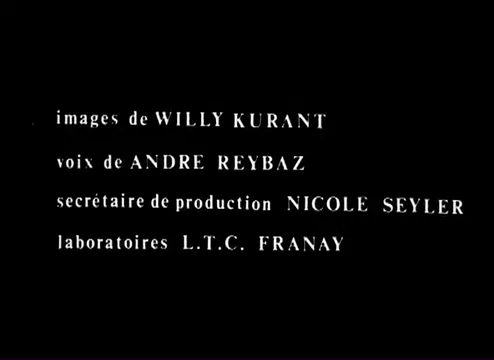 images de WILLY KURANT
voix de ANDRE REYBAZ
secrétaire de production NICOLE SEYLER
laboratoires L.T.C. FRANAY